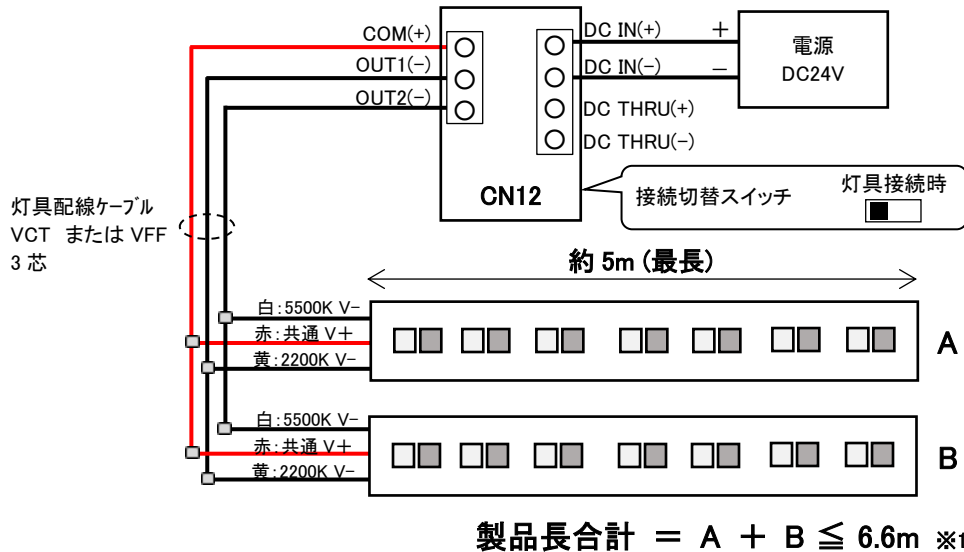 COM(+)
OUT1(-)
OUT2(-)
DC IN(+)
DC IN(-)
DC THRU(+)
DC THRU(-)
+
-
電源
DC24V
CN12
接続切替スイッチ
灯具接続時
灯具配線ケーブル
VCT または VFF
3 芯
約 5m (最長)
白:5500K V-
赤:共通 V+
黄:2200K V-
A
白:5500K V-
赤:共通 V+
黄:2200K V-
B
製品長合計 = A + B ≦ 6.6m ※1